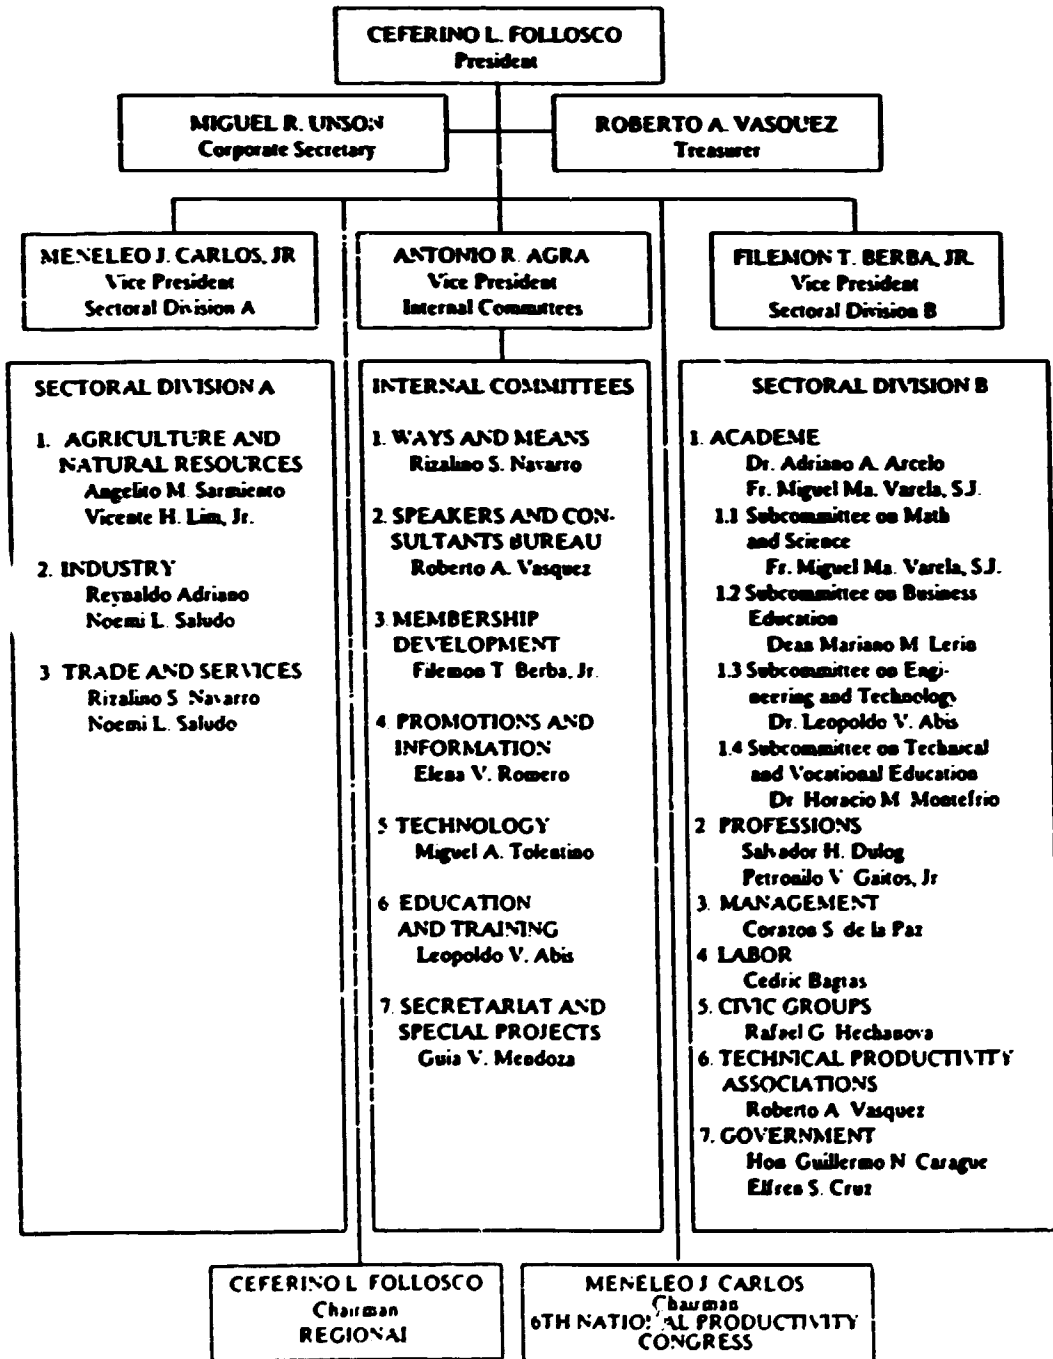 CEFERINO L. FOLLOSCO
President
MIGUEL R. UNSON
Corporate Secretary
ROBERTO A. VASQUEZ
Treasurer
MENELEO J. CARLOS, JR
Vice President
Sectoral Division A
ANTONIO R. AGRA
Vice President
Internal Committees
FILEMON T. BERBA, JR.
Vice President
Sectoral Division B
SECTORAL DIVISION A
1. AGRICULTURE AND
NATURAL RESOURCES
Angelito M. Sarmiento
Vicente H. Lim, Jr.
2. INDUSTRY
Reynaldo Adriano
Noemi L. Saludo
3 TRADE AND SERVICES
Rizalino S. Navarro
Noemi L. Saludo
INTERNAL COMMITTEES
1. WAYS AND MEANS
Rizalino S. Navarro
2. SPEAKERS AND CON-
SULTANTS BUREAU
Roberto A. Vasquez
3. MEMBERSHIP
DEVELOPMENT
Filemon T. Berba, Jr.
4. PROMOTIONS AND
INFORMATION
Elena V. Romero
5 TECHNOLOGY
Miguel A. Tolentino
6 EDUCATION
AND TRAINING
Leopoldo V. Abis
7. SECRETARIAT AND
SPECIAL PROJECTS
Guia V. Mendoza
SECTORAL DIVISION B
1. ACADEME
Dr. Adriano A. Arcelo
Fr. Miguel Ma. Varela, S.J.
1.1 Subcommittee on Math
and Science
Fr. Miguel Ma. Varela, S.J.
1.2 Subcommittee on Business
Education
Dean Mariano M. Lerin
1.3 Subcommittee on Engi-
neering and Technology
Dr. Leopoldo V. Abis
1.4 Subcommittee on Technical
and Vocational Education
Dr Horacio M Montefrio
2 PROFESSIONS
Salvador H. Dulog
Petronilo V. Gaitos, Jr
3. MANAGEMENT
Corazon S. de la Paz
4 LABOR
Cedric Bagtas
5. CIVIC GROUPS
Rafael G Hechanova
6. TECHNICAL PRODUCTIVITY
ASSOCIATIONS
Roberto A Vasquez
7. GOVERNMENT
Hon Guillermo N Carague
Elfren S. Cruz
CEFERINO L FOLLOSCO
Chairman
REGIONAL
MENELEO J CARLOS
Chairman
6TH NATIONAL PRODUCTIVITY
CONGRESS